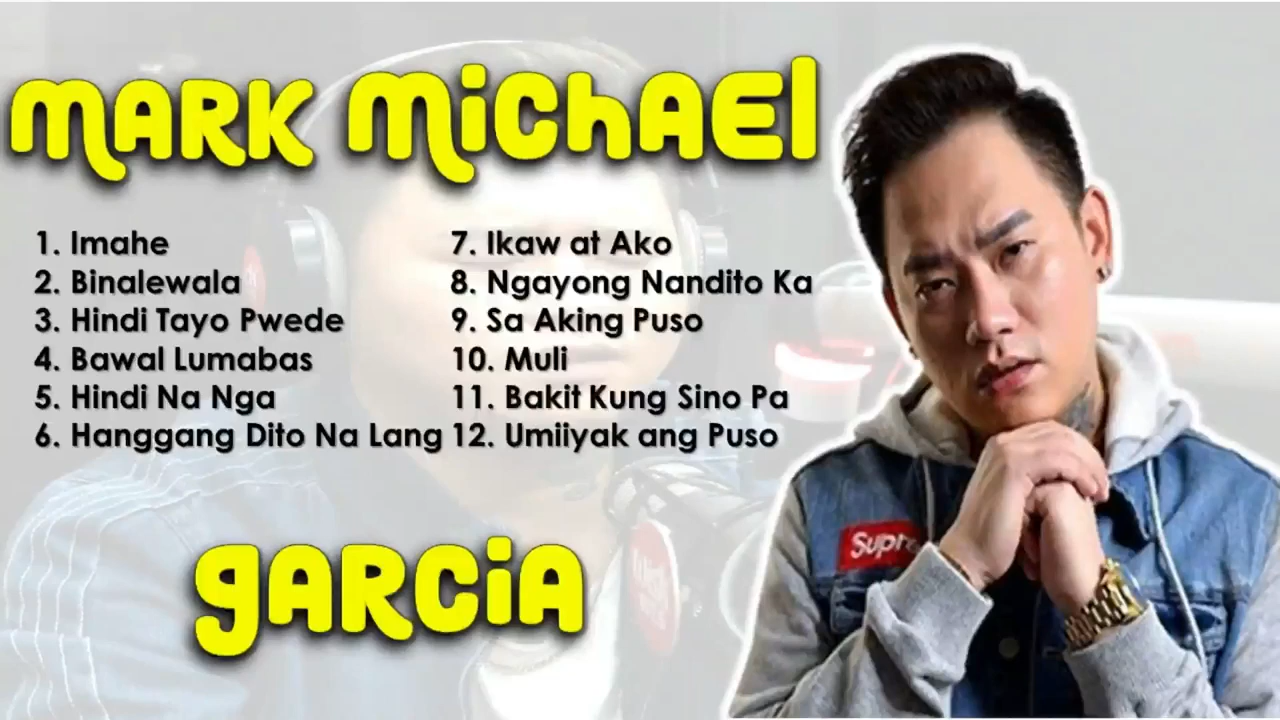 MARK MichAEl
1. Imahe
2. Binalewala
3. Hindi Tayo Pwede
4. Bawal Lumabas
5. Hindi Na Nga
6. Hanggang Dito Na Lang
7. Ikaw at Ako
8. Ngayong Nandito Ka
9. Sa Aking Puso
10. Muli
11. Bakit Kung Sino Pa
12. Umiiyak ang Puso
gARciA